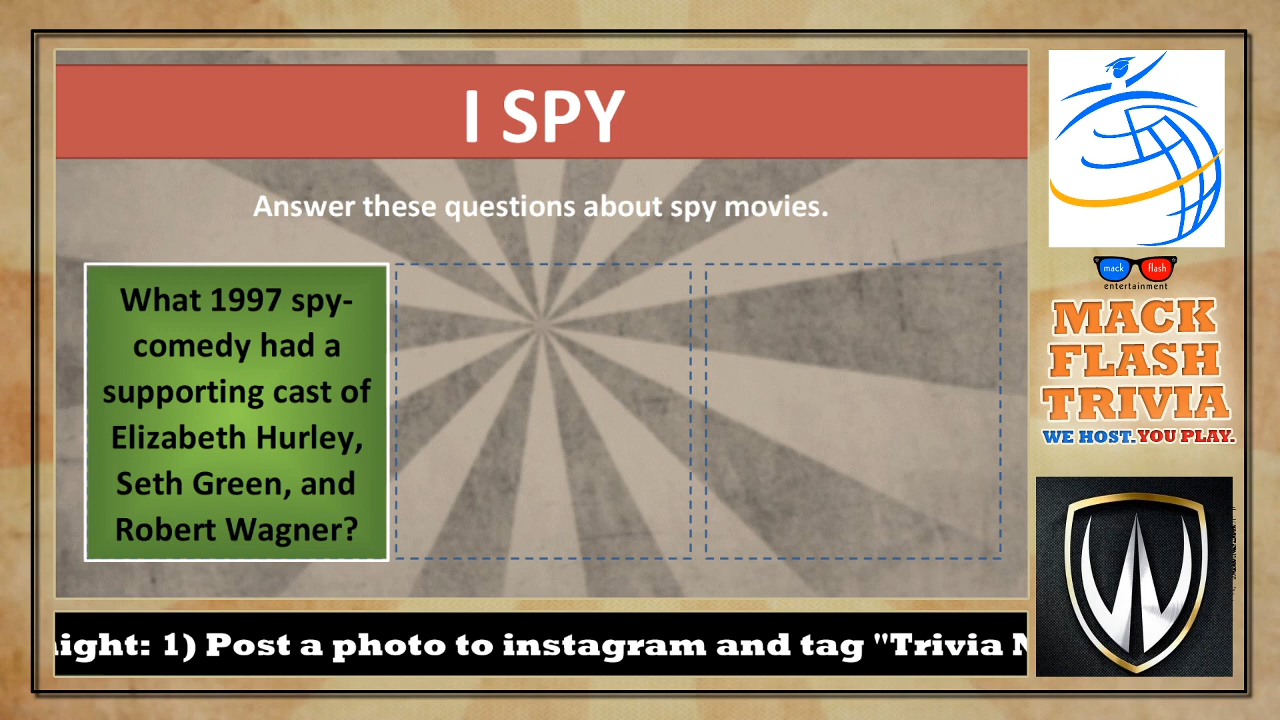 I SPY
Answer these questions about spy movies.
What 1997 spy-
comedy had a
supporting cast of
Elizabeth Hurley,
Seth Green, and
Robert Wagner?
mack flash
entertainment
MACK
FLASH
TRIVIA
WE HOST. YOU PLAY.
ight: 1) Post a photo to instagram and tag "Trivia N